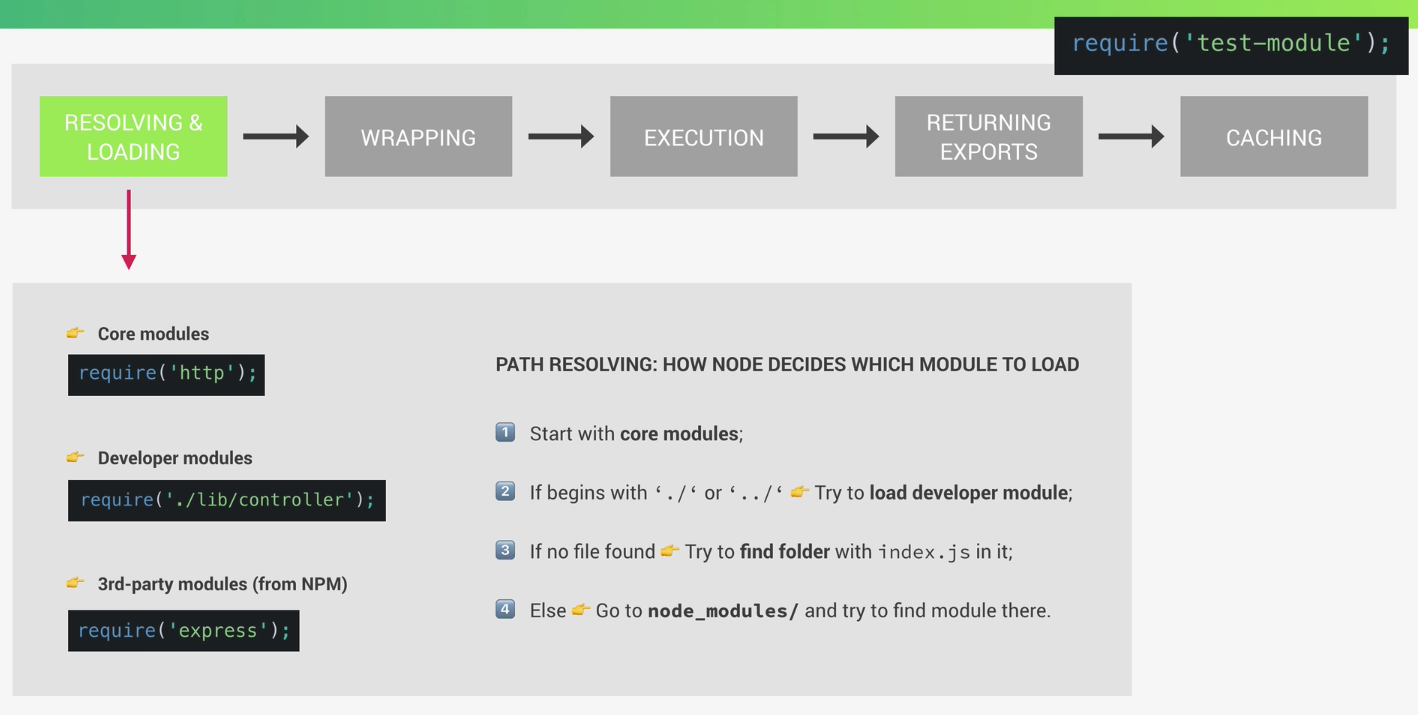 require('test-module');
RESOLVING &
LOADING
WRAPPING
EXECUTION
RETURNING
EXPORTS
CACHING
👉 Core modules
require('http');
👉 Developer modules
require('./lib/controller');
👉 3rd-party modules (from NPM)
require('express');
PATH RESOLVING: HOW NODE DECIDES WHICH MODULE TO LOAD
1️⃣ Start with core modules;
2️⃣ If begins with ‘./‘ or ‘../‘ 👉 Try to load developer module;
3️⃣ If no file found 👉 Try to find folder with index.js in it;
4️⃣ Else 👉 Go to node_modules/ and try to find module there.